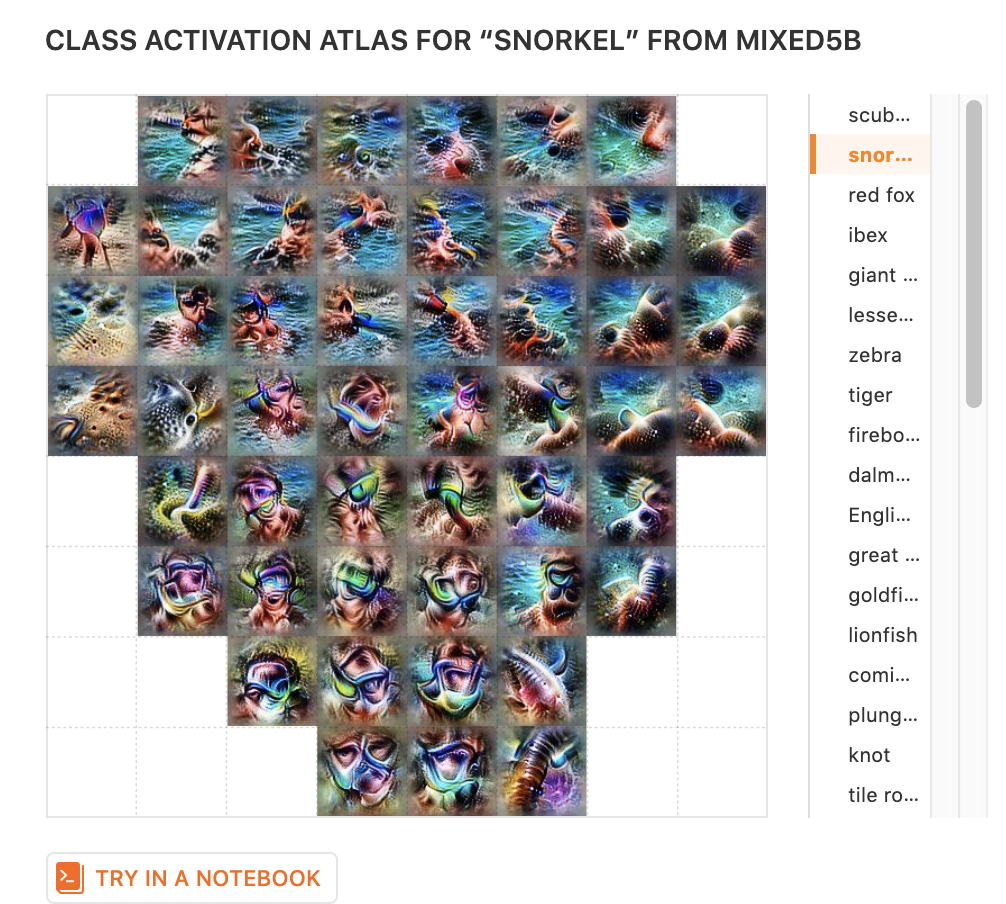 CLASS ACTIVATION ATLAS FOR “SNORKEL” FROM MIXED5B
scub...
snor...
red fox
ibex
giant ...
lesse...
zebra
tiger
firebo...
dalm...
Engli...
great ...
goldfi...
lionfish
comi...
plung...
knot
tile ro...
TRY IN A NOTEBOOK